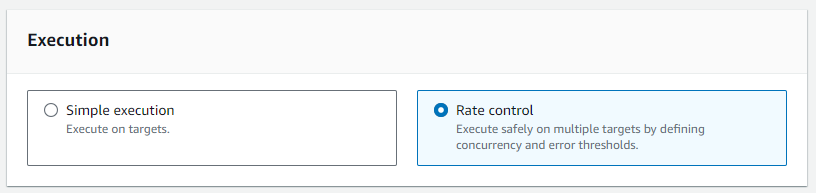 Execution
Simple execution
Execute on targets.
Rate control
Execute safely on multiple targets by defining
concurrency and error thresholds.